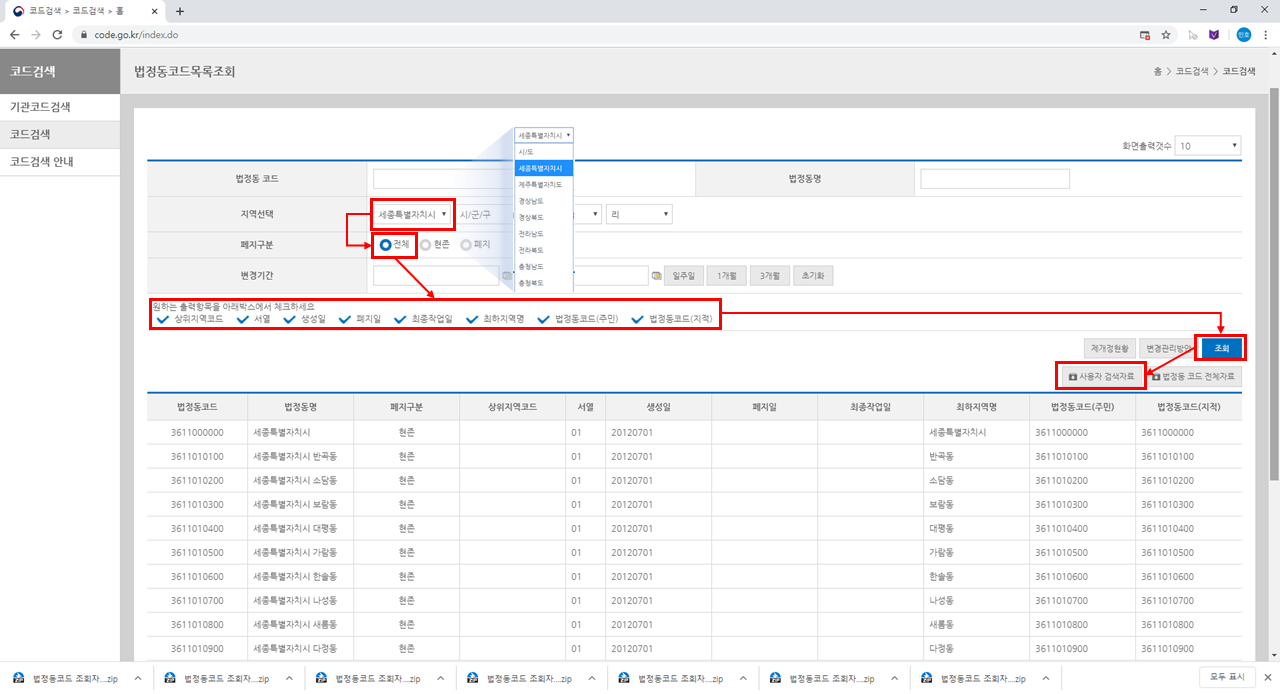 코드검색 > 코드검색 > 홈
code.go.kr/index.do
민호
코드검색
법정동코드목록조회
홈 > 코드검색 > 코드검색
기관코드검색
코드검색
코드검색 안내
화면출력갯수 10
세종특별자치시
시/도
세종특별자치시
제주특별자치도
경상남도
경상북도
전라남도
전라북도
충청남도
충청북도
법정동 코드 법정동명
지역선택 세종특별자치시 시/군/구 리
폐지구분 전체 현존 폐지
변경기간 일주일 1개월 3개월 초기화
원하는 출력항목을 아래박스에서 체크하세요
상위지역코드 서열 생성일 폐지일 최종작업일 최하지역명 법정동코드(주민) 법정동코드(지적)
제개정현황 변경관리방안 조회
사용자 검색자료 법정동 코드 전체자료
법정동코드 법정동명 폐지구분 상위지역코드 서열 생성일 폐지일 최종작업일 최하지역명 법정동코드(주민) 법정동코드(지적)
3611000000 세종특별자치시 현존 01 20120701 세종특별자치시 3611000000 3611000000
3611010100 세종특별자치시 반곡동 현존 01 20120701 반곡동 3611010100 3611010100
3611010200 세종특별자치시 소담동 현존 01 20120701 소담동 3611010200 3611010200
3611010300 세종특별자치시 보람동 현존 01 20120701 보람동 3611010300 3611010300
3611010400 세종특별자치시 대평동 현존 01 20120701 대평동 3611010400 3611010400
3611010500 세종특별자치시 가람동 현존 01 20120701 가람동 3611010500 3611010500
3611010600 세종특별자치시 한솔동 현존 01 20120701 한솔동 3611010600 3611010600
3611010700 세종특별자치시 나성동 현존 01 20120701 나성동 3611010700 3611010700
3611010800 세종특별자치시 새롬동 현존 01 20120701 새롬동 3611010800 3611010800
3611010900 세종특별자치시 다정동 현존 01 20120701 다정동 3611010900 3611010900
법정동코드 조회자....zip 법정동코드 조회자....zip 법정동코드 조회자....zip 법정동코드 조회자....zip 법정동코드 조회자....zip 법정동코드 조회자....zip 법정동코드 조회자....zip 모두 표시